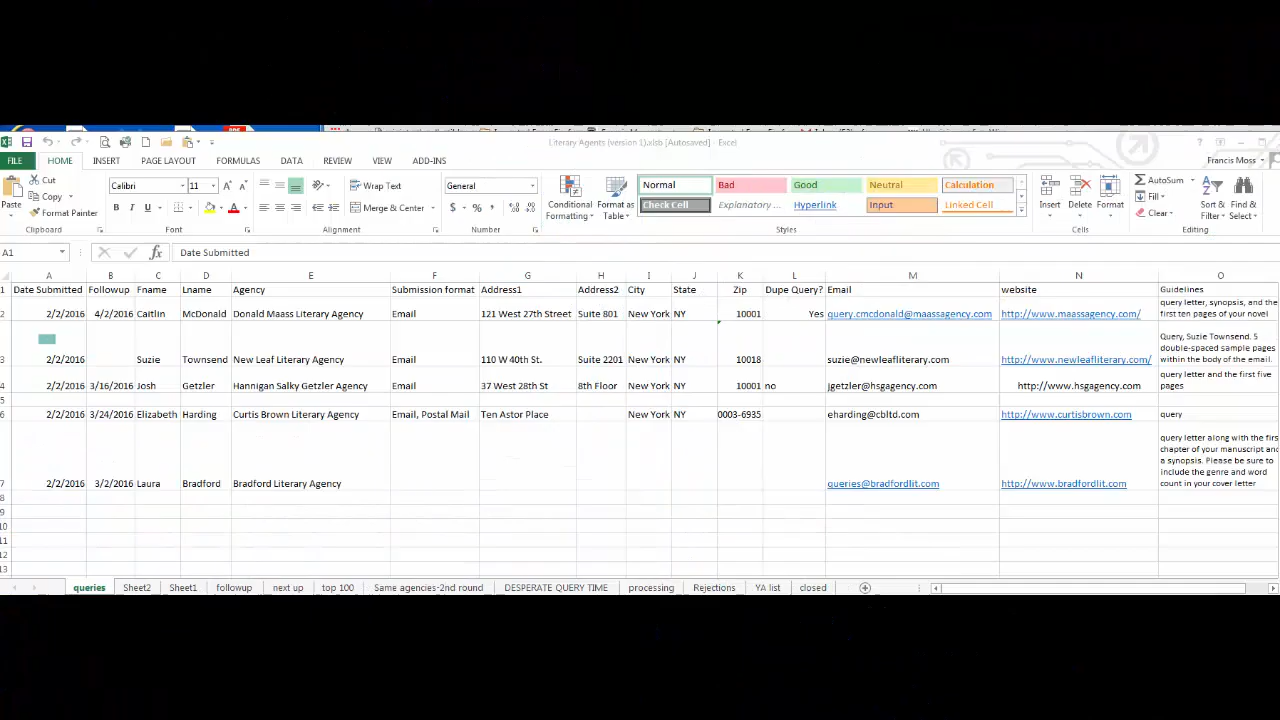 Literary Agents (version 1).xlsb [Autosaved] - Excel
FILE HOME INSERT PAGE LAYOUT FORMULAS DATA REVIEW VIEW ADD-INS Francis Moss
Cut Calibri 11 Wrap Text General Normal Bad Good Neutral Calculation AutoSum
Copy Fill
Paste Format Painter B I U Merge & Center $ % Conditional Formatting Format as Table Check Cell Explanatory ... Hyperlink Input Linked Cell Insert Delete Format Clear Sort & Filter Find & Select
Clipboard Font Alignment Number Styles Cells Editing
A1 fx Date Submitted
A B C D E F G H I J K L M N O
1 Date Submitted Followup Fname Lname Agency Submission format Address1 Address2 City State Zip Dupe Query? Email website Guidelines
query letter, synopsis, and the
2 2/2/2016 4/2/2016 Caitlin McDonald Donald Maass Literary Agency Email 121 West 27th Street Suite 801 New York NY 10001 Yes query.cmcdonald@maassagency.com http://www.maassagency.com/ first ten pages of your novel
Query, Suzie Townsend. 5
double-spaced sample pages
3 2/2/2016 Suzie Townsend New Leaf Literary Agency Email 110 W 40th St. Suite 2201 New York NY 10018 suzie@newleafliterary.com http://www.newleafliterary.com/ within the body of the email.
query letter and the first five
4 2/2/2016 3/16/2016 Josh Getzler Hannigan Salky Getzler Agency Email 37 West 28th St 8th Floor New York NY 10001 no jgetzler@hsgagency.com http://www.hsgagency.com pages
5
6 2/2/2016 3/24/2016 Elizabeth Harding Curtis Brown Literary Agency Email, Postal Mail Ten Astor Place New York NY 0003-6935 eharding@cbltd.com http://www.curtisbrown.com query
query letter along with the firs
chapter of your manuscript and
a synopsis. Please be sure to
include the genre and word
7 2/2/2016 3/2/2016 Laura Bradford Bradford Literary Agency queries@bradfordlit.com http://www.bradfordlit.com count in your cover letter
8
9
10
11
12
13
queries Sheet2 Sheet1 followup next up top 100 Same agencies-2nd round DESPERATE QUERY TIME processing Rejections YA list closed